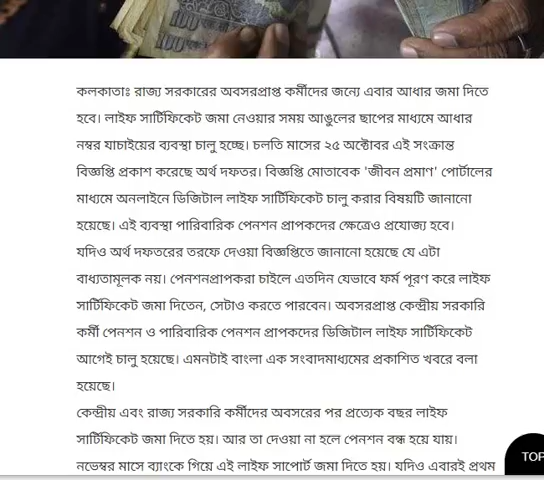 কলকাতাঃ রাজ্য সরকারের অবসরপ্রাপ্ত কর্মীদের জন্যে এবার আধার জমা দিতে
হবে। লাইফ সার্টিফিকেট জমা নেওয়ার সময় আঙুলের ছাপের মাধ্যমে আধার
নম্বর যাচাইয়ের ব্যবস্থা চালু হচ্ছে। চলতি মাসের ২৫ অক্টোবর এই সংক্রান্ত
বিজ্ঞপ্তি প্রকাশ করেছে অর্থ দফতর। বিজ্ঞপ্তি মোতাবেক 'জীবন প্রমাণ' পোর্টালের
মাধ্যমে অনলাইনে ডিজিটাল লাইফ সার্টিফিকেট চালু করার বিষয়টি জানানো
হয়েছে। এই ব্যবস্থা পারিবারিক পেনশন প্রাপকদের ক্ষেত্রেও প্রযোজ্য হবে।
যদিও অর্থ দফতরের তরফে দেওয়া বিজ্ঞপ্তিতে জানানো হয়েছে যে এটা
বাধ্যতামূলক নয়। পেনশনপ্রাপকরা চাইলে এতদিন যেভাবে ফর্ম পূরণ করে লাইফ
সার্টিফিকেট জমা দিতেন, সেটাও করতে পারবেন। অবসরপ্রাপ্ত কেন্দ্রীয় সরকারি
কর্মী পেনশন ও পারিবারিক পেনশন প্রাপকদের ডিজিটাল লাইফ সার্টিফিকেট
আগেই চালু হয়েছে। এমনটাই বাংলা এক সংবাদমাধ্যমের প্রকাশিত খবরে বলা
হয়েছে।
কেন্দ্রীয় এবং রাজ্য সরকারি কর্মীদের অবসরের পর প্রত্যেক বছর লাইফ
সার্টিফিকেট জমা দিতে হয়। আর তা দেওয়া না হলে পেনশন বন্ধ হয়ে যায়।
নভেম্বর মাসে ব্যাংকে গিয়ে এই লাইফ সাপোর্ট জমা দিতে হয়। যদিও এবারই প্রথম
TOP
100
100